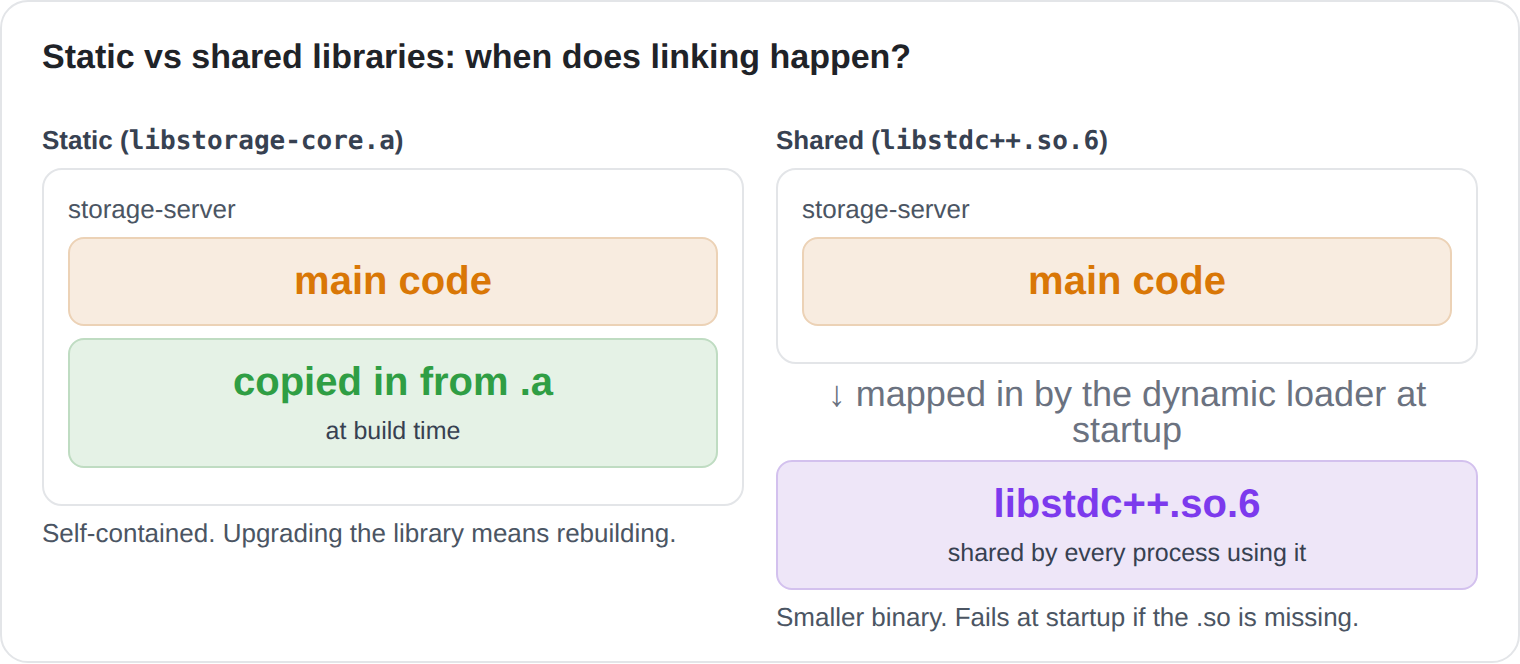 Static vs shared libraries: when does linking happen?
Static (libstorage-core.a)
storage-server
main code
copied in from .a
at build time
Self-contained. Upgrading the library means rebuilding.
Shared (libstdc++.so.6)
storage-server
main code
↓ mapped in by the dynamic loader at
startup
libstdc++.so.6
shared by every process using it
Smaller binary. Fails at startup if the .so is missing.